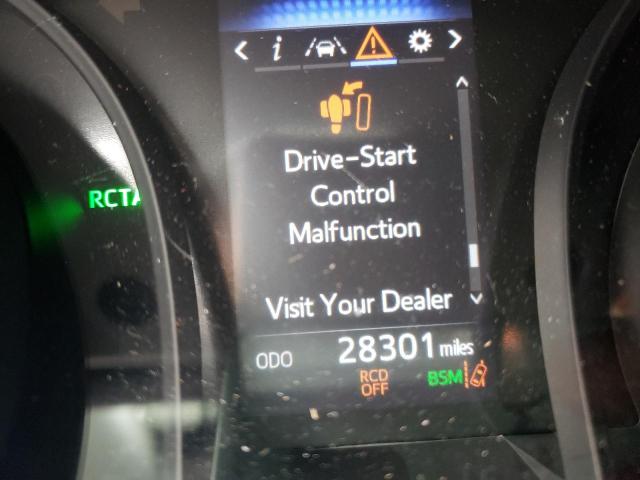 i
Drive-Start
Control
Malfunction
Visit Your Dealer
RCTA
ODO 28301 miles
RCD
OFF
BSM